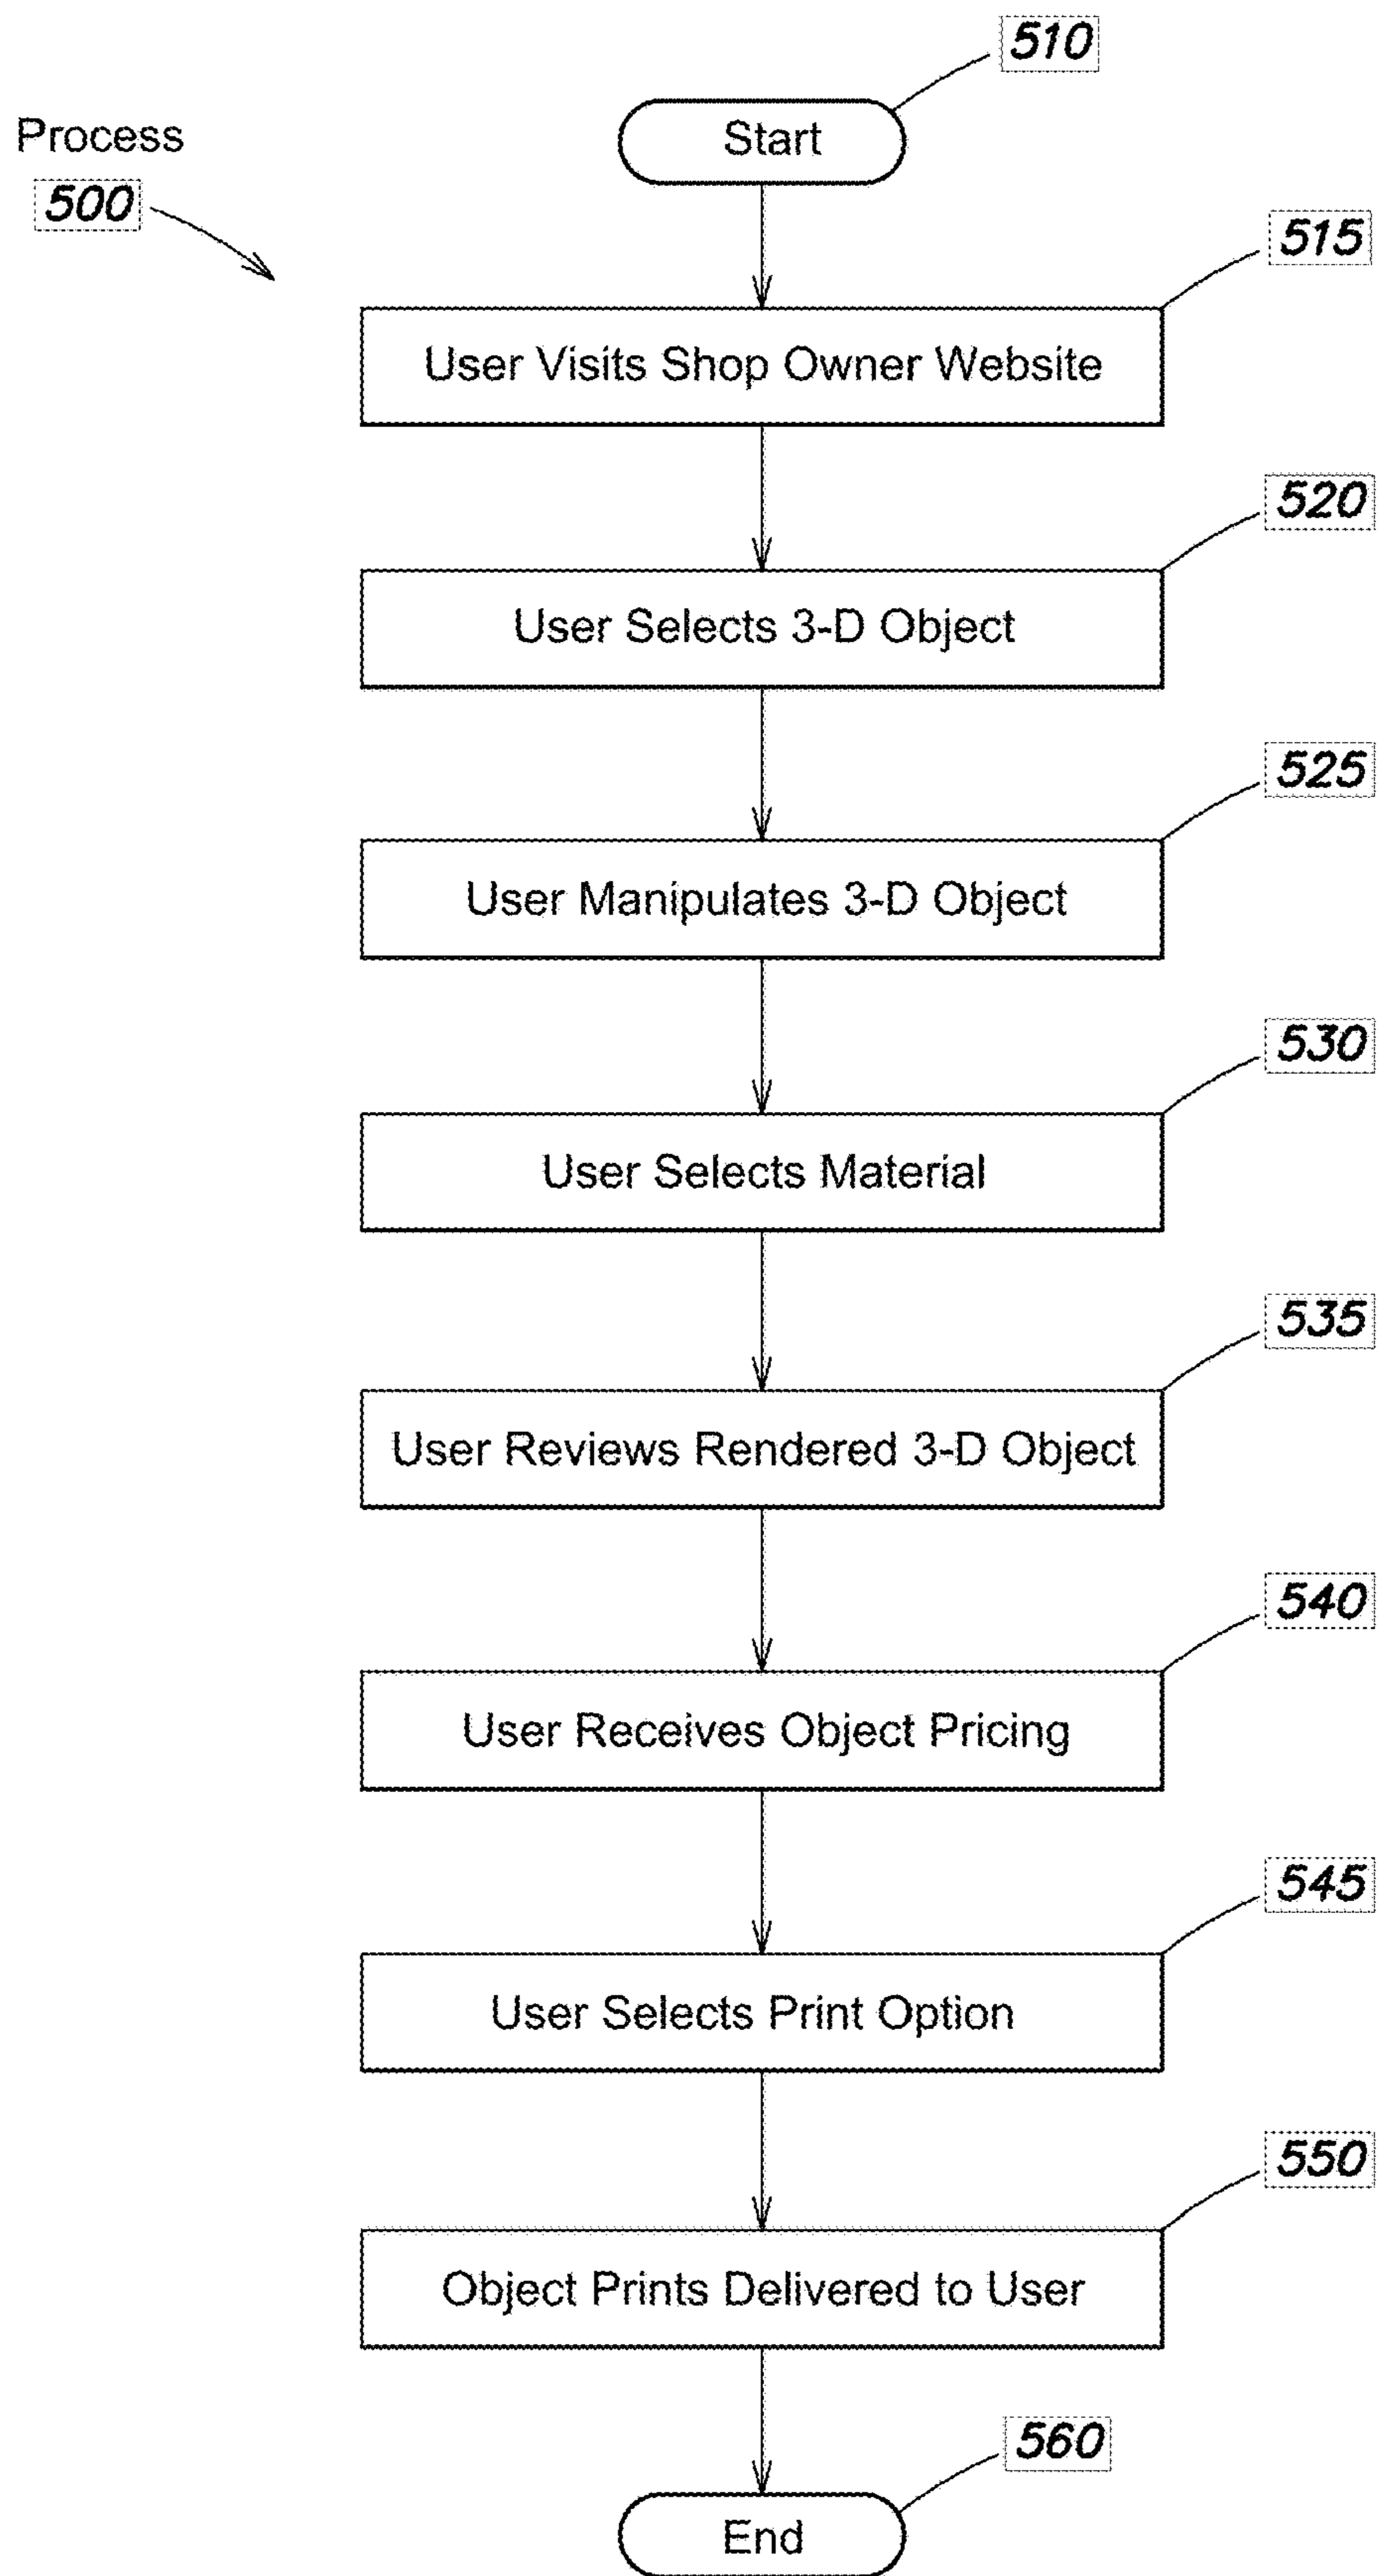 510
Start
Process
500
515
User Visits Shop Owner Website
520
User Selects 3-D Object
525
User Manipulates 3-D Object
530
User Selects Material
535
User Reviews Rendered 3-D Object
540
User Receives Object Pricing
545
User Selects Print Option
550
Object Prints Delivered to User
560
End